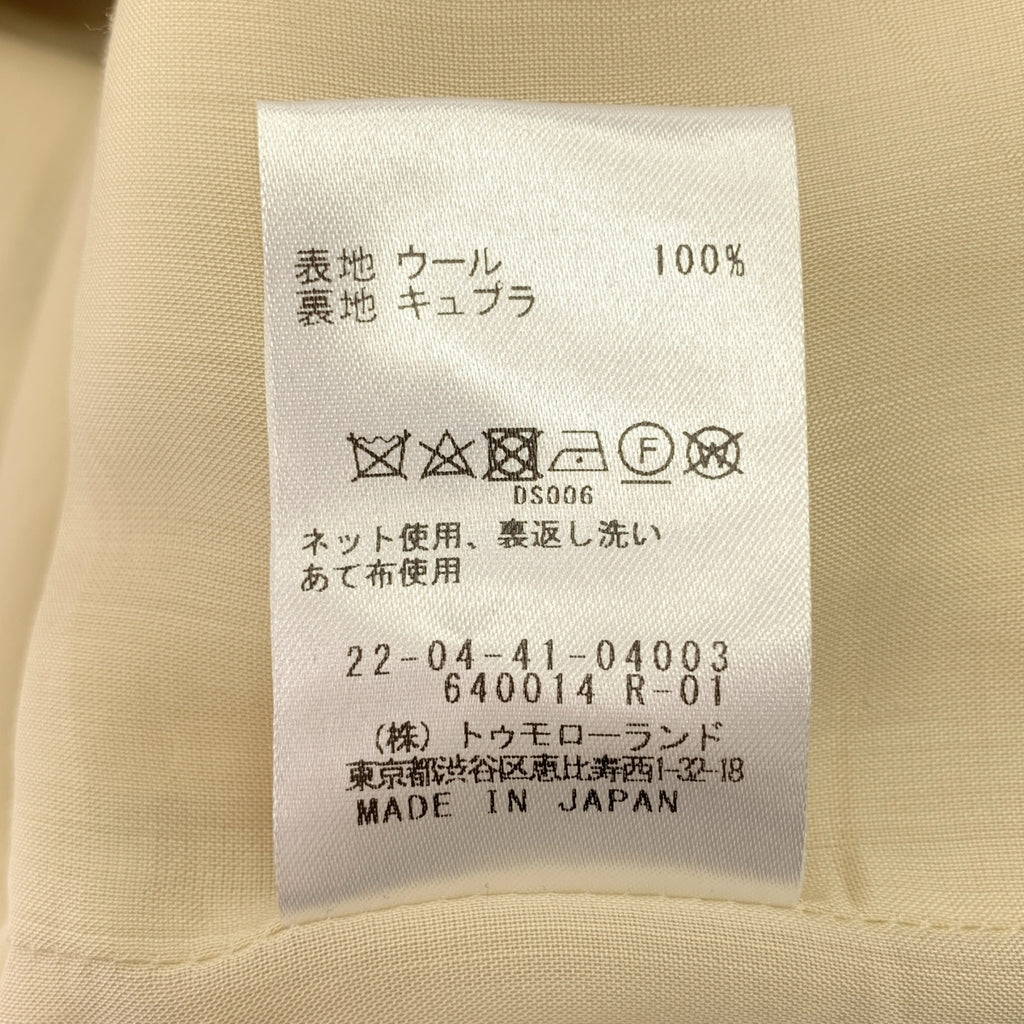 表地 ウール 100%
裏地 キュプラ
F W
DS006
ネット使用、裏返し洗い
あて布使用
22-04-41-04003
640014 R-01
(株) トゥモローランド
東京都渋谷区恵比寿西1-32-18
MADE IN JAPAN